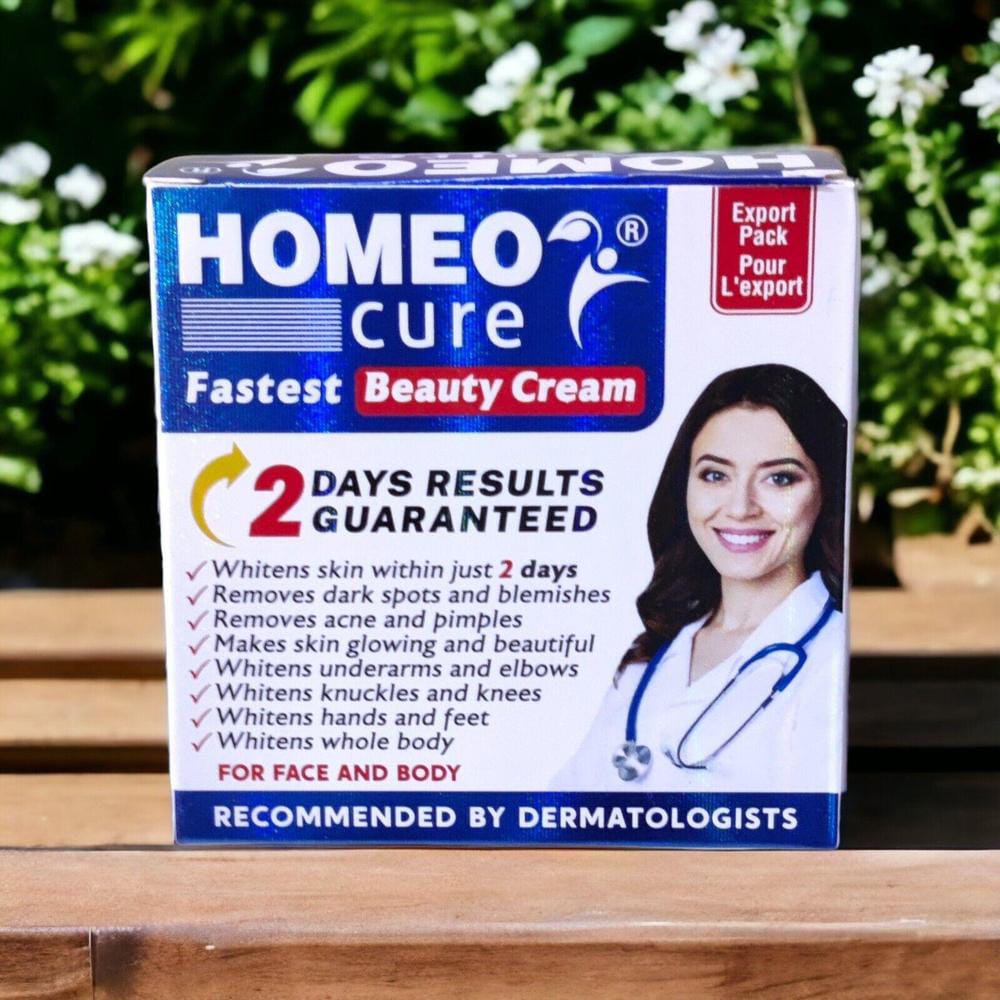 HOMEO
HOMEO ®
cure
Fastest Beauty Cream
Export
Pack
Pour
L'export
2 DAYS RESULTS
GUARANTEED
Whitens skin within just 2 days
Removes dark spots and blemishes
Removes acne and pimples
Makes skin glowing and beautiful
Whitens underarms and elbows
Whitens knuckles and knees
Whitens hands and feet
Whitens whole body
FOR FACE AND BODY
RECOMMENDED BY DERMATOLOGISTS